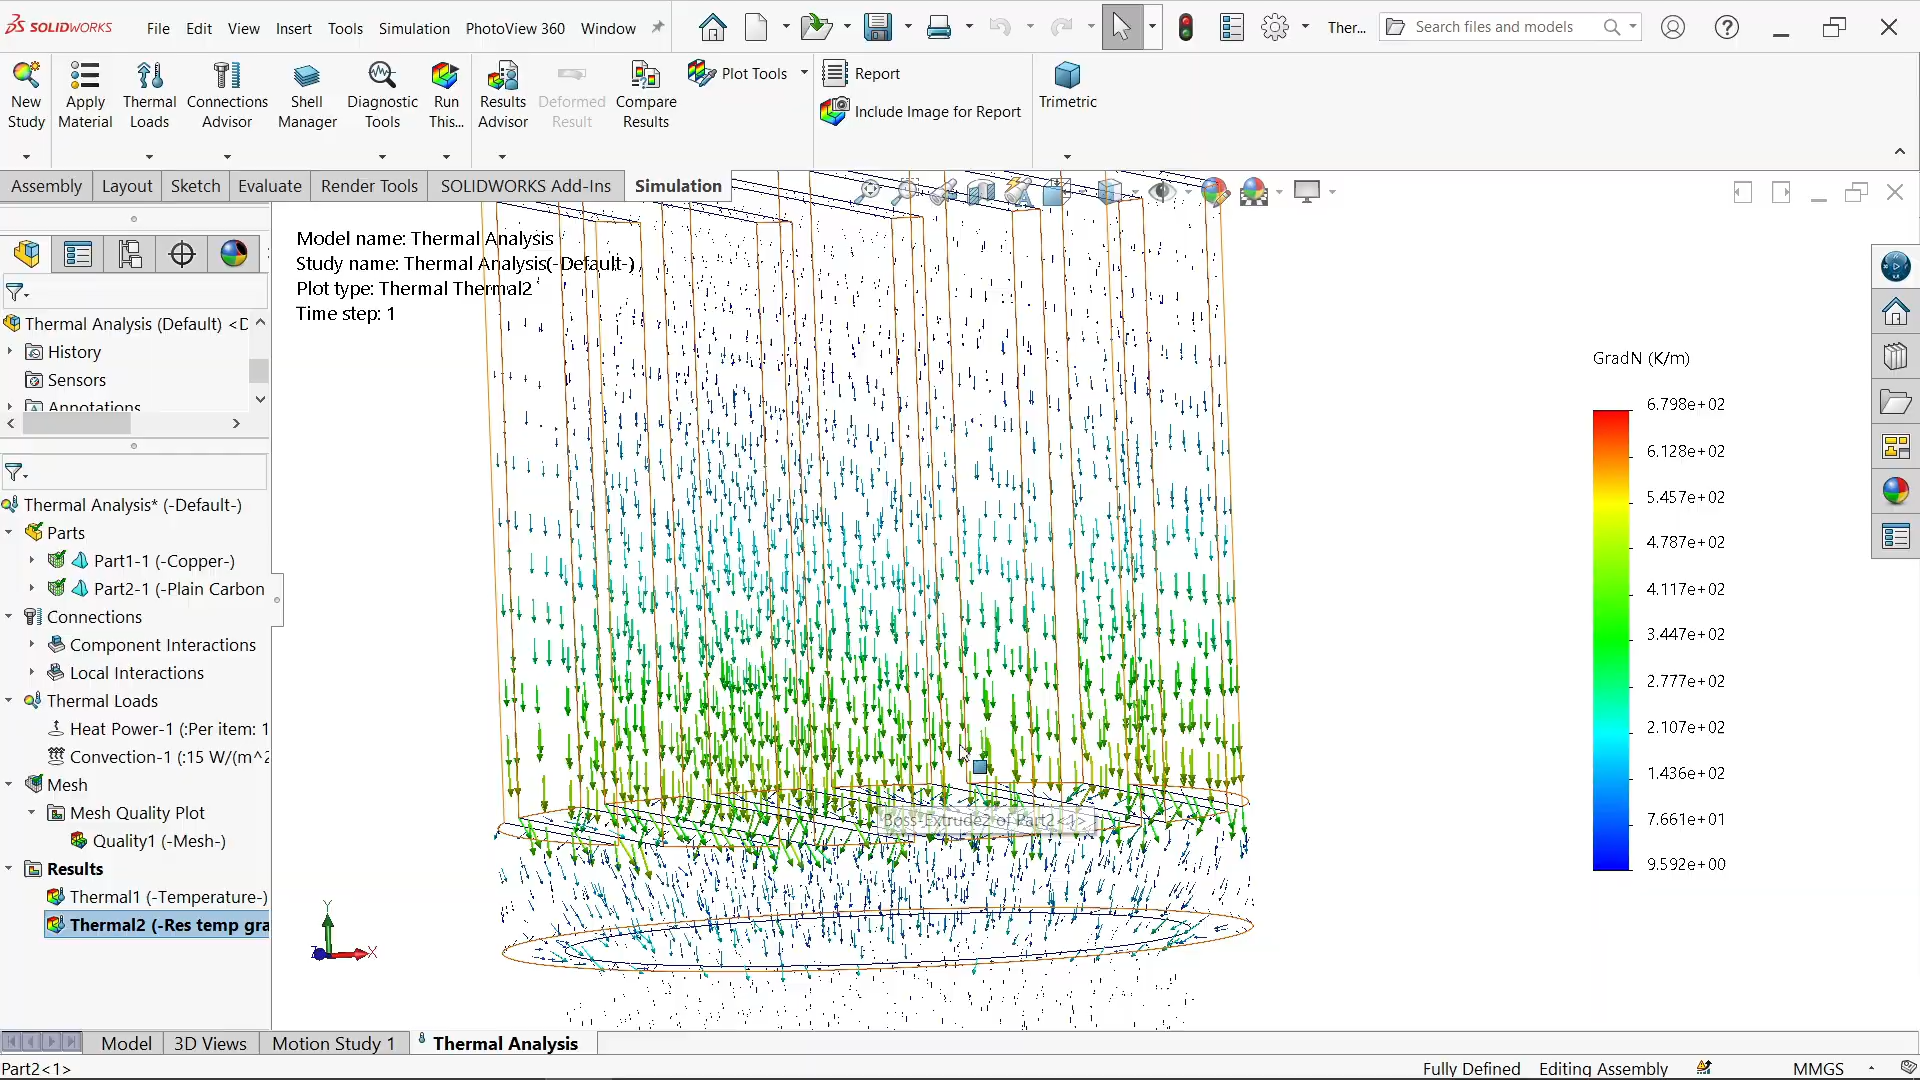 SOLIDWORKS File Edit View Insert Tools Simulation PhotoView 360 Window Ther... Search files and models
New Study
Apply Material
Thermal Loads
Connections Advisor
Shell Manager
Diagnostic Tools
Run This...
Results Advisor
Deformed Result
Compare Results
Plot Tools
Report
Include Image for Report
Trimetric
Assembly Layout Sketch Evaluate Render Tools SOLIDWORKS Add-Ins Simulation
Thermal Analysis (Default) <D
History
Sensors
Annotations
Thermal Analysis* (-Default-)
Parts
Part1-1 (-Copper-)
Part2-1 (-Plain Carbon
Connections
Component Interactions
Local Interactions
Thermal Loads
Heat Power-1 (:Per item: 1
Convection-1 (:15 W/(m^2
Mesh
Mesh Quality Plot
Quality1 (-Mesh-)
Results
Thermal1 (-Temperature-)
Thermal2 (-Res temp gra
Model name: Thermal Analysis
Study name: Thermal Analysis(-Default-)
Plot type: Thermal Thermal2
Time step: 1
Boss-Extrude2 of Part2<1>
Y
Z
X
GradN (K/m)
6.798e+02
6.128e+02
5.457e+02
4.787e+02
4.117e+02
3.447e+02
2.777e+02
2.107e+02
1.436e+02
7.661e+01
9.592e+00
Model 3D Views Motion Study 1 Thermal Analysis
Part2<1> Fully Defined Editing Assembly MMGS